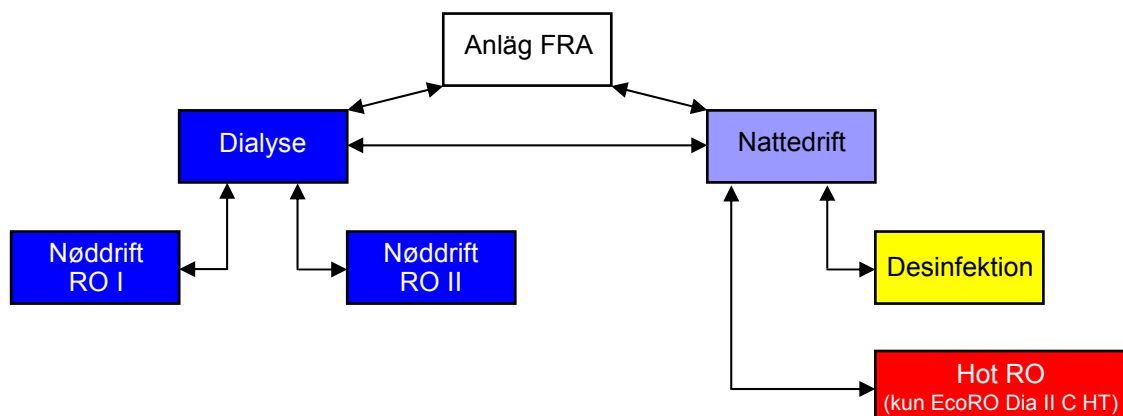 Anläg FRA
Dialyse
Nattedrift
Nøddrift
RO I
Nøddrift
RO II
Desinfektion
Hot RO
(kun EcoRO Dia II C HT)